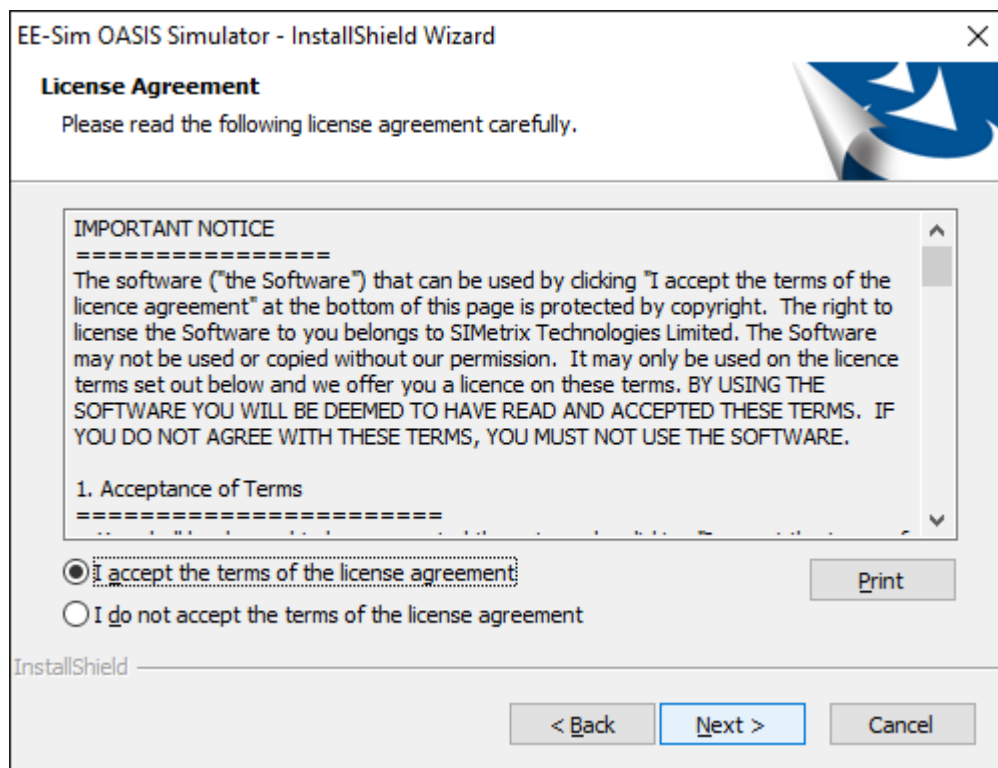 EE-Sim OASIS Simulator - InstallShield Wizard
License Agreement
Please read the following license agreement carefully.
IMPORTANT NOTICE
================
The software ("the Software") that can be used by clicking "I accept the terms of the
licence agreement" at the bottom of this page is protected by copyright.  The right to
license the Software to you belongs to SIMetrix Technologies Limited. The Software
may not be used or copied without our permission.  It may only be used on the licence
terms set out below and we offer you a licence on these terms. BY USING THE
SOFTWARE YOU WILL BE DEEMED TO HAVE READ AND ACCEPTED THESE TERMS.  IF
YOU DO NOT AGREE WITH THESE TERMS, YOU MUST NOT USE THE SOFTWARE.
1. Acceptance of Terms
=======================
I accept the terms of the license agreement
Print
I do not accept the terms of the license agreement
InstallShield
< Back
Next >
Cancel